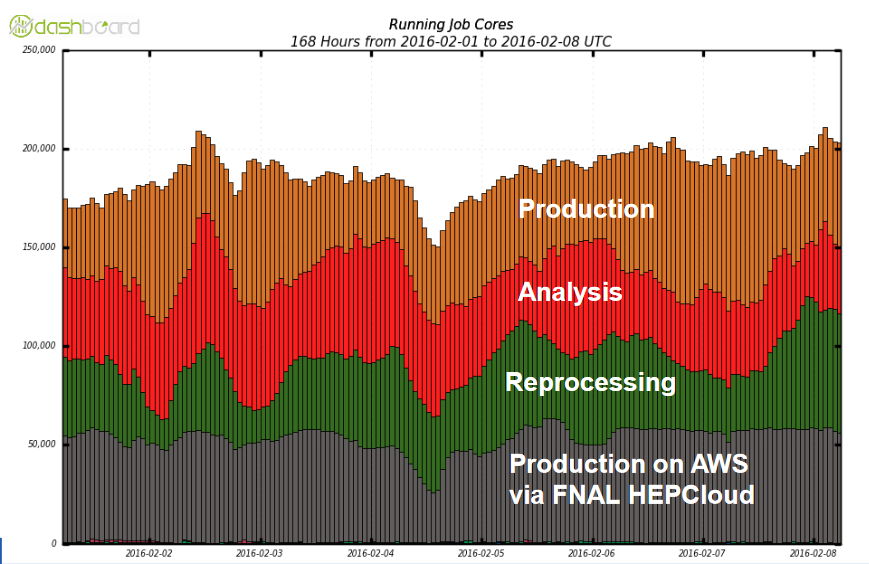 dashboard
Running Job Cores
168 Hours from 2016-02-01 to 2016-02-08 UTC
250,000
200,000
150,000
100,000
50,000
0
Production
Analysis
Reprocessing
Production on AWS
via FNAL HEPCloud
2016-02-02 2016-02-03 2016-02-04 2016-02-05 2016-02-06 2016-02-07 2016-02-08